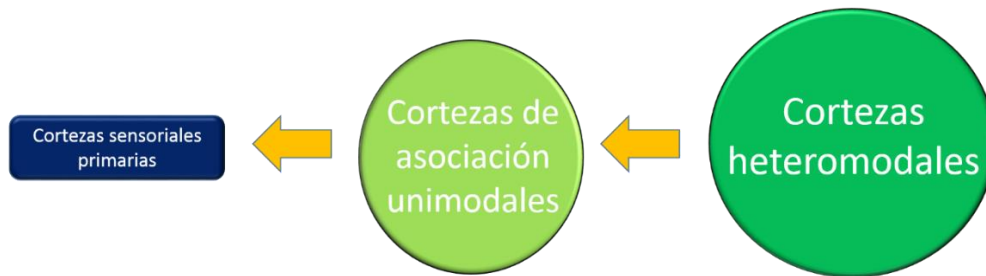 Cortezas sensoriales
primarias
Cortezas de
asociación
unimodales
Cortezas
heteromodales